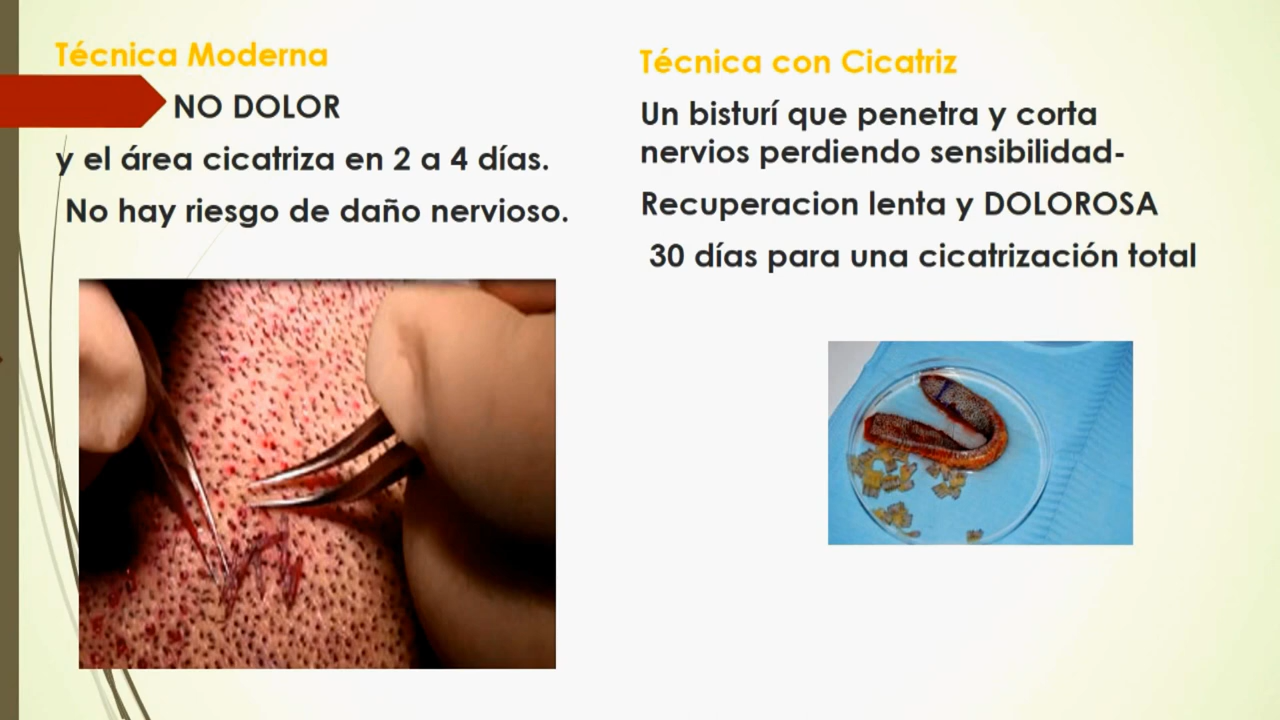 Técnica Moderna
NO DOLOR
y el área cicatriza en 2 a 4 días.
No hay riesgo de daño nervioso.
Técnica con Cicatriz
Un bisturí que penetra y corta
nervios perdiendo sensibilidad-
Recuperacion lenta y DOLOROSA
30 días para una cicatrización total